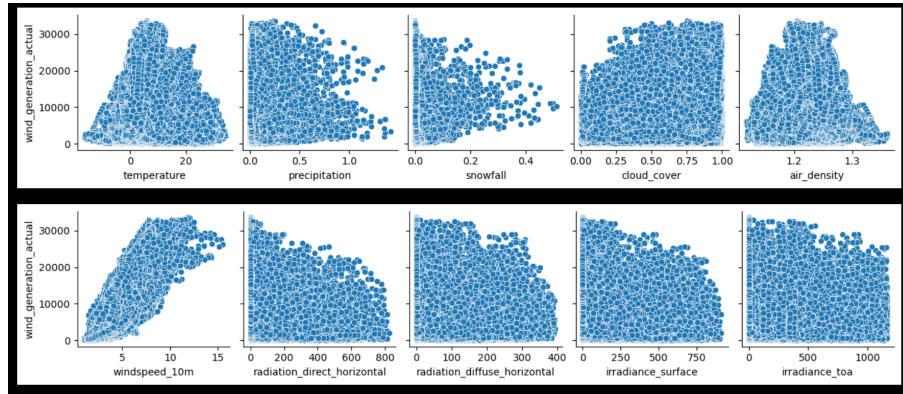 wind_generation_actual
30000
20000
10000
0
0 20
temperature
0.0 0.5 1.0
precipitation
0.0 0.2 0.4
snowfall
0.00 0.25 0.50 0.75 1.00
cloud_cover
1.2 1.3
air_density
wind_generation_actual
30000
20000
10000
0
5 10 15
windspeed_10m
0 200 400 600 800
radiation_direct_horizontal
0 100 200 300 400
radiation_diffuse_horizontal
0 250 500 750
irradiance_surface
0 500 1000
irradiance_toa